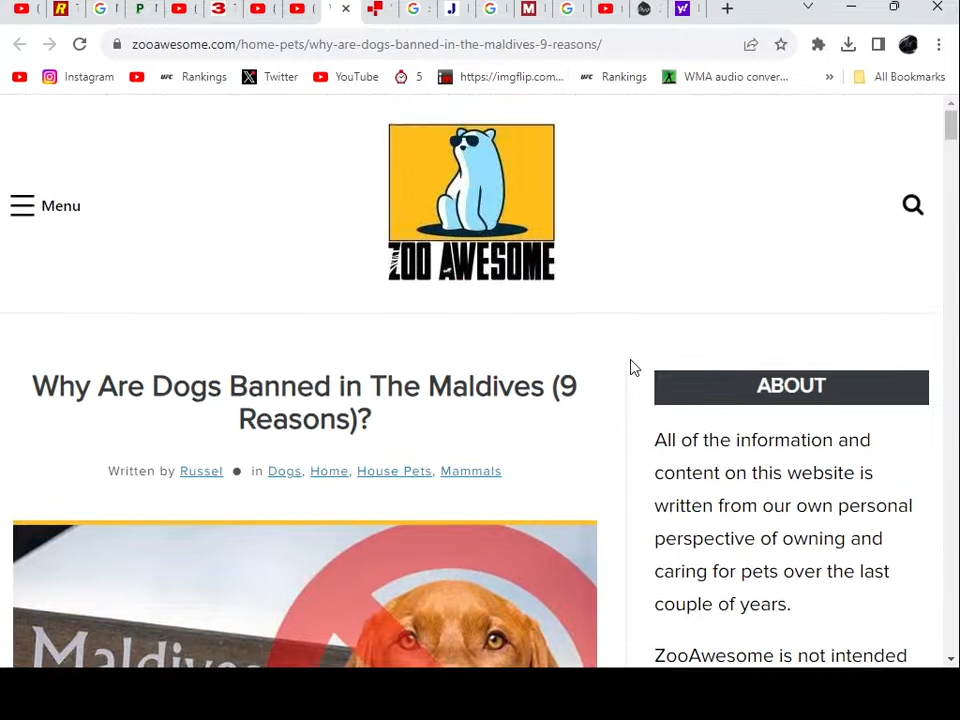 zooawesome.com/home-pets/why-are-dogs-banned-in-the-maldives-9-reasons/
Instagram
UFC Rankings
Twitter
YouTube
5
https://imgflip.com...
UFC Rankings
WMA audio conver...
»
All Bookmarks
Menu
ZOO AWESOME
Why Are Dogs Banned in The Maldives (9
Reasons)?
Written by Russel ● in Dogs, Home, House Pets, Mammals
Maldives
ABOUT
All of the information and
content on this website is
written from our own personal
perspective of owning and
caring for pets over the last
couple of years.
ZooAwesome is not intended